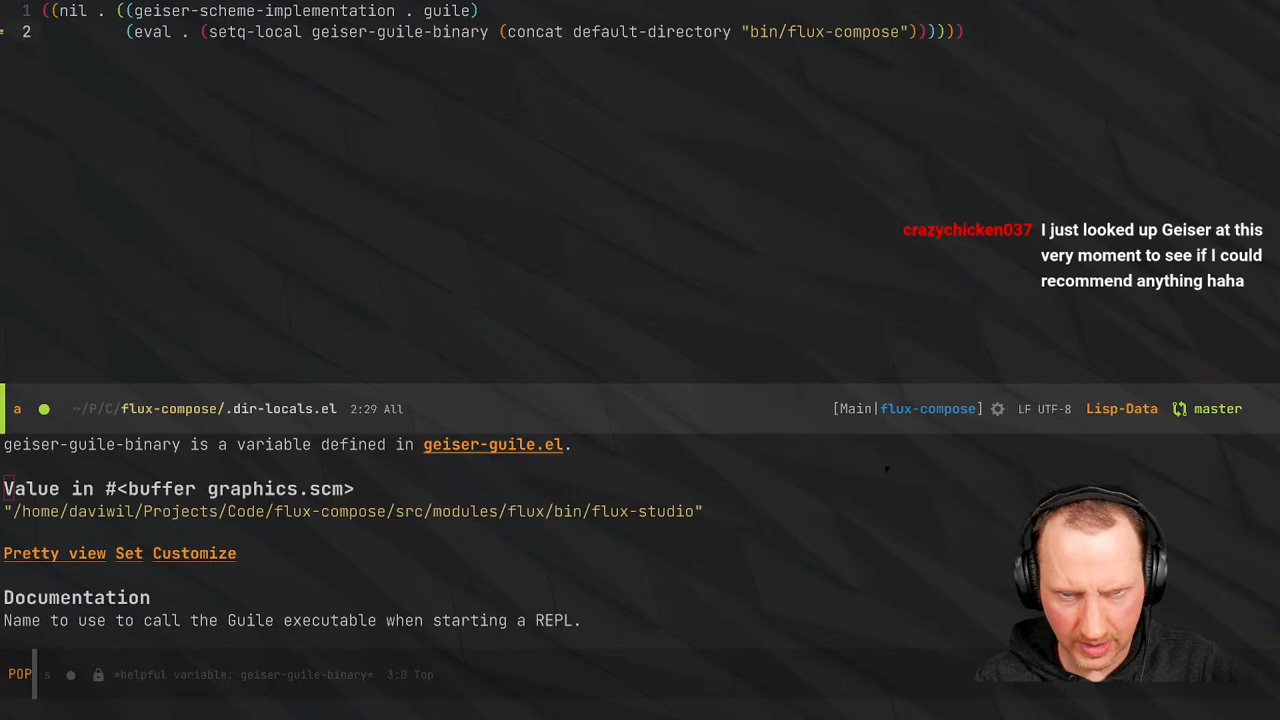 1 ((nil . ((geiser-scheme-implementation . guile)
2 (eval . (setq-local geiser-guile-binary (concat default-directory "bin/flux-compose"))))))
crazychicken037 I just looked up Geiser at this
very moment to see if I could
recommend anything haha
a ~/P/C/flux-compose/.dir-locals.el 2:29 All [Main|flux-compose] LF UTF-8 Lisp-Data master
geiser-guile-binary is a variable defined in geiser-guile.el.
Value in #<buffer graphics.scm>
"/home/daviwil/Projects/Code/flux-compose/src/modules/flux/bin/flux-studio"
Pretty view Set Customize
Documentation
Name to use to call the Guile executable when starting a REPL.
POP s *helpful variable: geiser-guile-binary* 3:0 Top